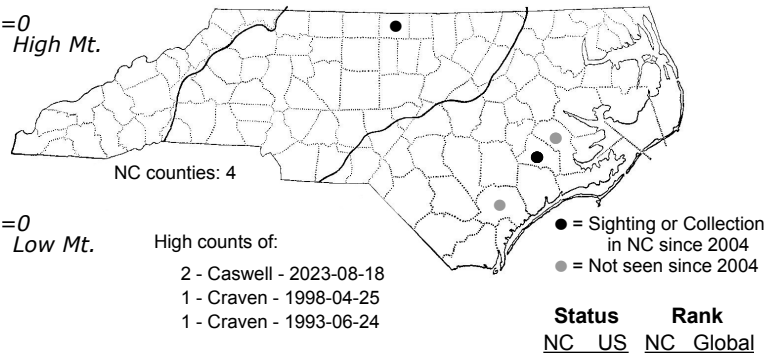 =0
High Mt.
NC counties: 4
=0
Low Mt.
High counts of:
2 - Caswell - 2023-08-18
1 - Craven - 1998-04-25
1 - Craven - 1993-06-24
● = Sighting or Collection
in NC since 2004
● = Not seen since 2004
Status Rank
NC US NC Global